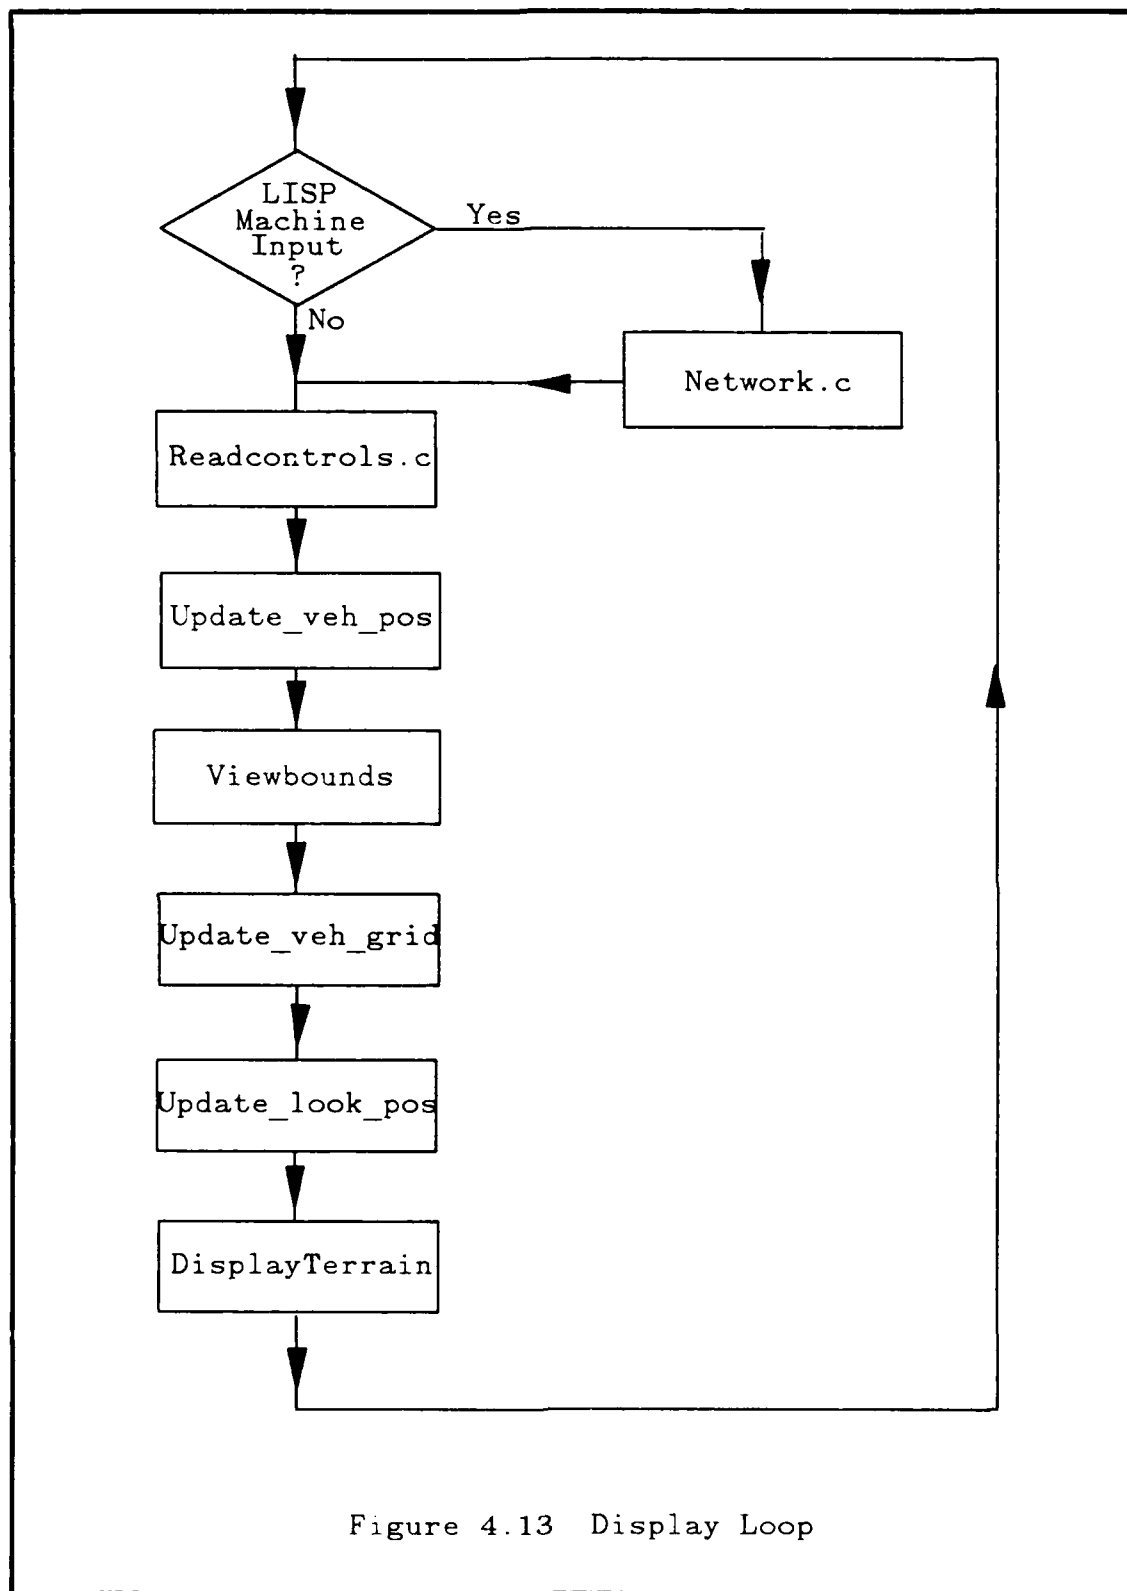 LISP
Machine
Input
?
Yes
No
Network.c
Readcontrols.c
Update_veh_pos
Viewbounds
Update_veh_grid
Update_look_pos
DisplayTerrain
Figure 4.13 Display Loop